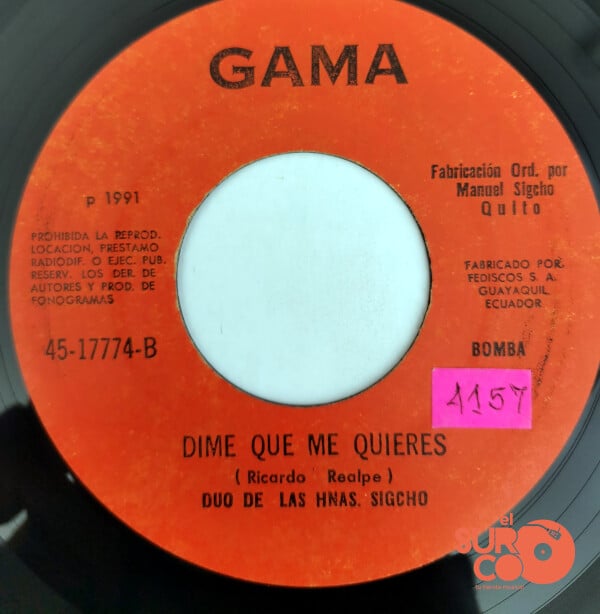 GAMA
p 1991
PROHIBIDA LA REPROD.
LOCACION, PRESTAMO
RADIODIF. O EJEC. PUB.
RESERV. LOS DER. DE
AUTORES Y PROD. DE
FONOGRAMAS
45-17774-B
Fabricación Ord. por
Manuel Sigcho
Quito
FABRICADO POR.
FEDISCOS S. A.
GUAYAQUIL
ECUADOR
BOMBA
4157
DIME QUE ME QUIERES
( Ricardo Realpe )
DUO DE LAS HNAS. SIGCHO
el
SURCO